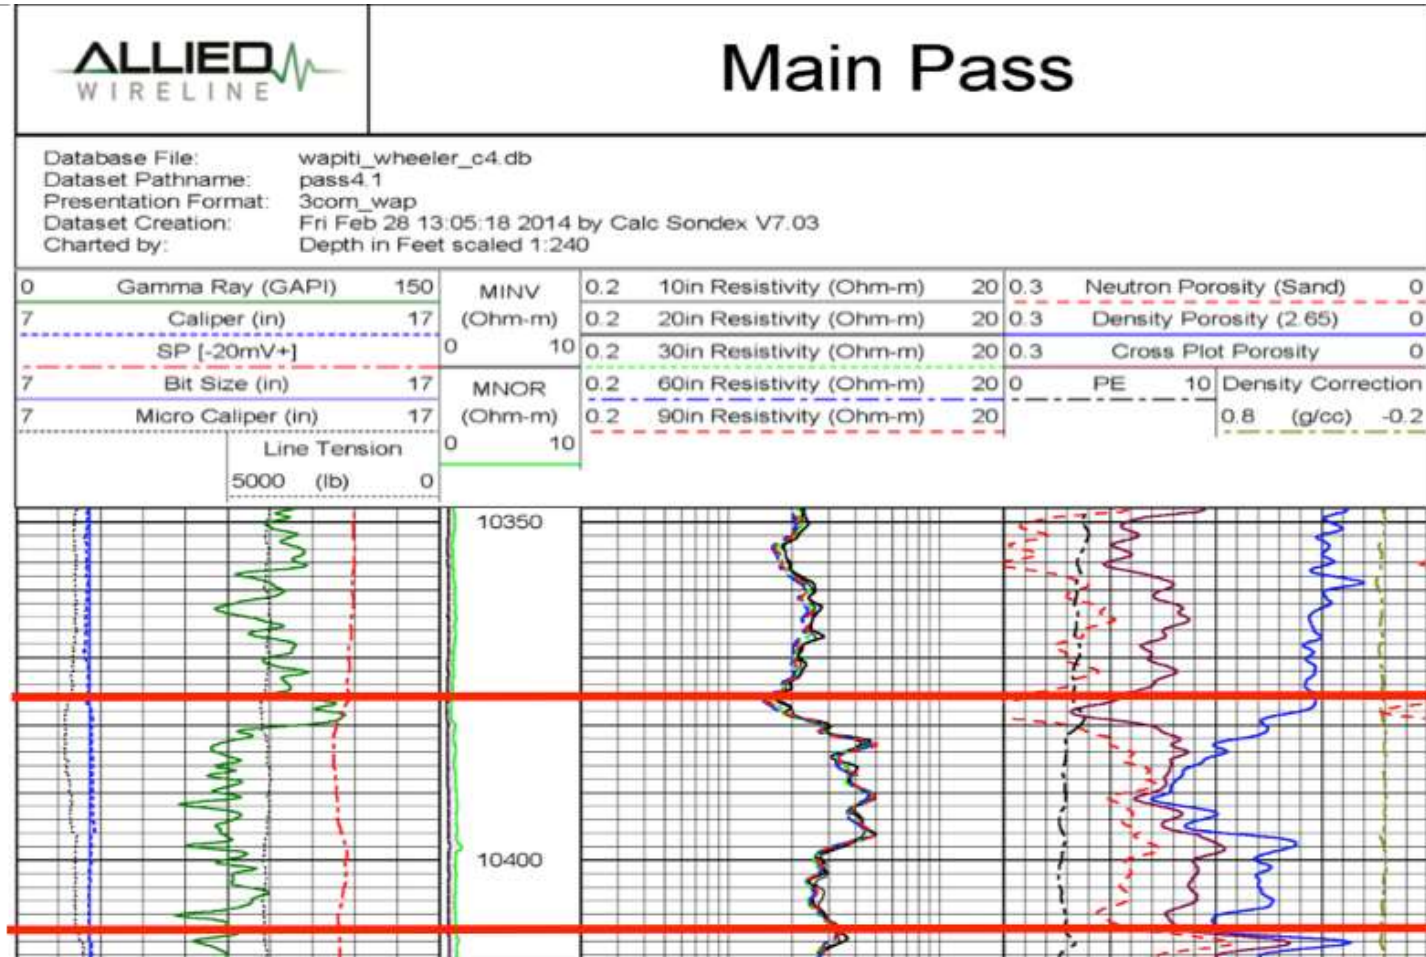 ALLIED
WIRELINE
Main Pass
Database File: wapiti_wheeler_c4.db
Dataset Pathname: pass4.1
Presentation Format: 3com_wap
Dataset Creation: Fri Feb 28 13:05:18 2014 by Calc Sondex V7.03
Charted by: Depth in Feet scaled 1:240
0 Gamma Ray (GAPI) 150
7 Caliper (in) 17
SP [-20mV+]
7 Bit Size (in) 17
7 Micro Caliper (in) 17
Line Tension
5000 (lb) 0
MINV
(Ohm-m)
0 10
MNOR
(Ohm-m)
0 10
0.2 10in Resistivity (Ohm-m) 20
0.2 20in Resistivity (Ohm-m) 20
0.2 30in Resistivity (Ohm-m) 20
0.2 60in Resistivity (Ohm-m) 20
0.2 90in Resistivity (Ohm-m) 20
0.3 Neutron Porosity (Sand) 0
0.3 Density Porosity (2.65) 0
0.3 Cross Plot Porosity 0
0 PE 10
Density Correction
0.8 (g/cc) -0.2
10350
10400